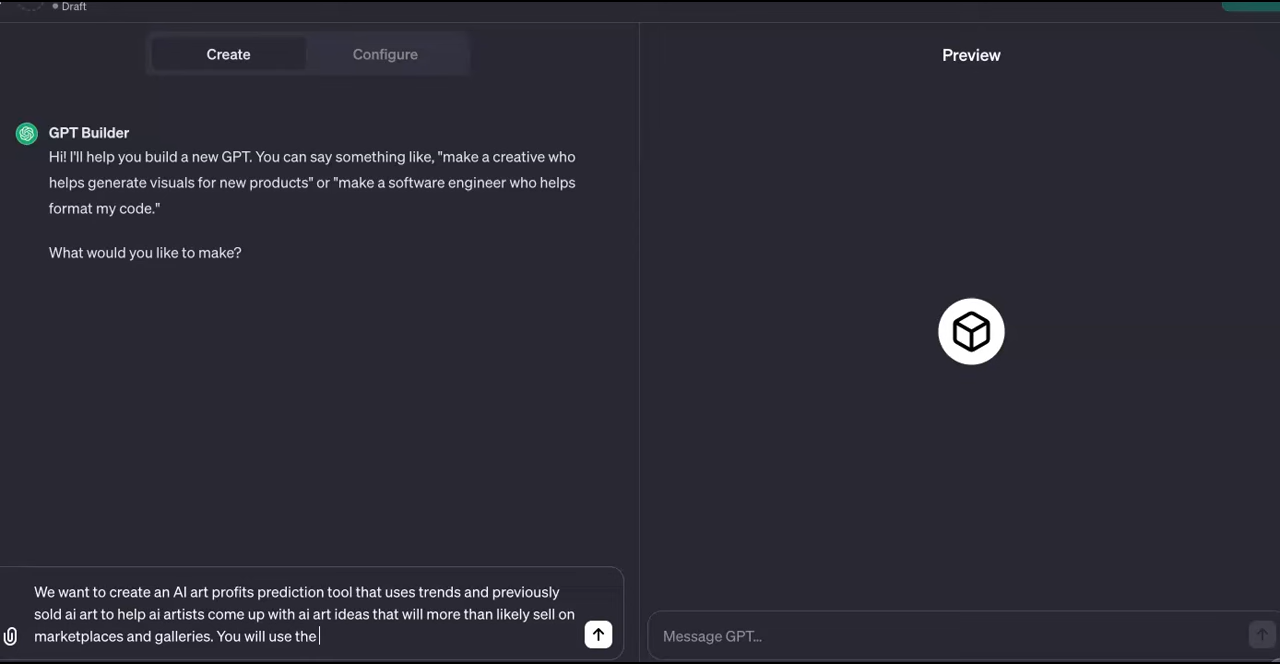 Draft
Create
Configure
Preview
GPT Builder
Hi! I'll help you build a new GPT. You can say something like, "make a creative who
helps generate visuals for new products" or "make a software engineer who helps
format my code."
What would you like to make?
We want to create an AI art profits prediction tool that uses trends and previously
sold ai art to help ai artists come up with ai art ideas that will more than likely sell on
marketplaces and galleries. You will use the
Message GPT...